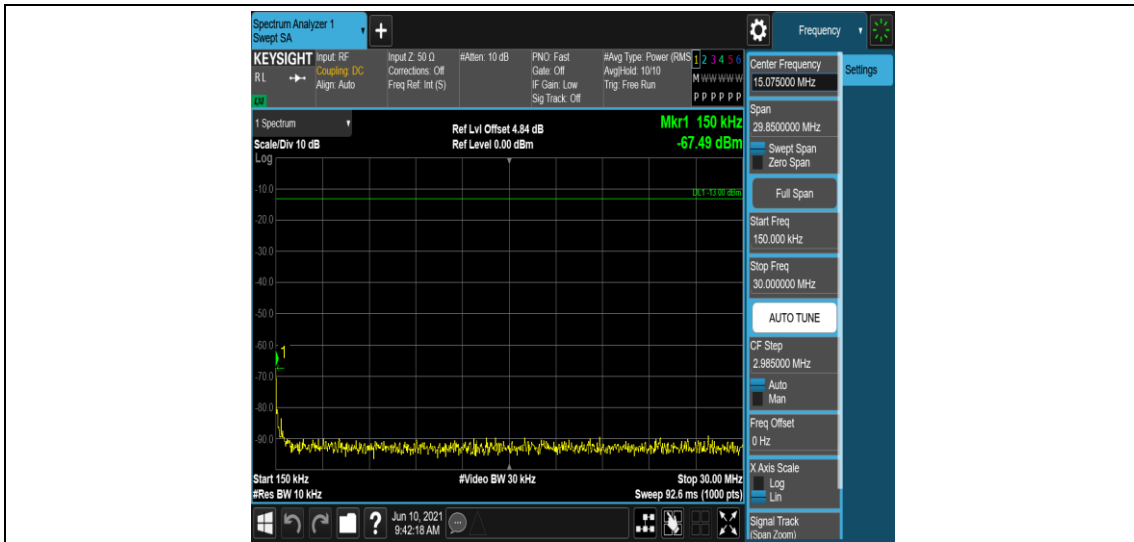 Spectrum Analyzer 1
Swept SA
+
Frequency
KEYSIGHT
RL
LXI
Input: RF
Coupling: DC
Align: Auto
Input Z: 50 Ω
Corrections: Off
Freq Ref: Int (S)
#Atten: 10 dB
PNO: Fast
Gate: Off
IF Gain: Low
Sig Track: Off
#Avg Type: Power (RMS
Avg|Hold: 10/10
Trig: Free Run
1 2 3 4 5 6
M W W W W W
P P P P P P
1 Spectrum
Scale/Div 10 dB
Log
Ref Lvl Offset 4.84 dB
Ref Level 0.00 dBm
Mkr1 150 kHz
-67.49 dBm
DL1 -13.00 dBm
-10.0
-20.0
-30.0
-40.0
-50.0
-60.0
1
-70.0
-80.0
-90.0
Start 150 kHz
#Res BW 10 kHz
#Video BW 30 kHz
Stop 30.00 MHz
Sweep 92.6 ms (1000 pts)
Center Frequency
15.075000 MHz
Settings
Span
29.8500000 MHz
Swept Span
Zero Span
Full Span
Start Freq
150.000 kHz
Stop Freq
30.000000 MHz
AUTO TUNE
CF Step
2.985000 MHz
Auto
Man
Freq Offset
0 Hz
X Axis Scale
Log
Lin
Signal Track
(Span Zoom)
?
Jun 10, 2021
9:42:18 AM